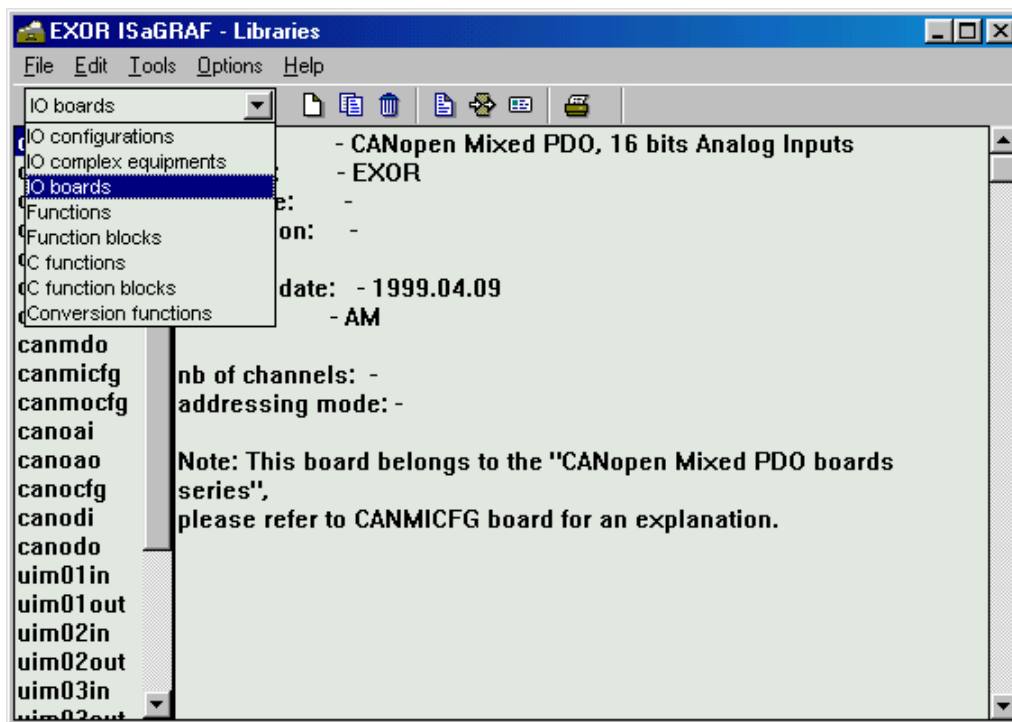 EXOR ISaGRAF - Libraries
File Edit Tools Options Help
IO boards
IO configurations
IO complex equipments
IO boards
Functions
Function blocks
C functions
C function blocks
Conversion functions
- CANopen Mixed PDO, 16 bits Analog Inputs
- EXOR
e: -
on: -
date: - 1999.04.09
- AM
nb of channels: -
addressing mode: -
Note: This board belongs to the "CANopen Mixed PDO boards
series",
please refer to CANMICFG board for an explanation.
canmdo
canmicfg
canmocfg
canoai
canoao
canocfg
canodi
canodo
uim01in
uim01out
uim02in
uim02out
uim03in
uim03out